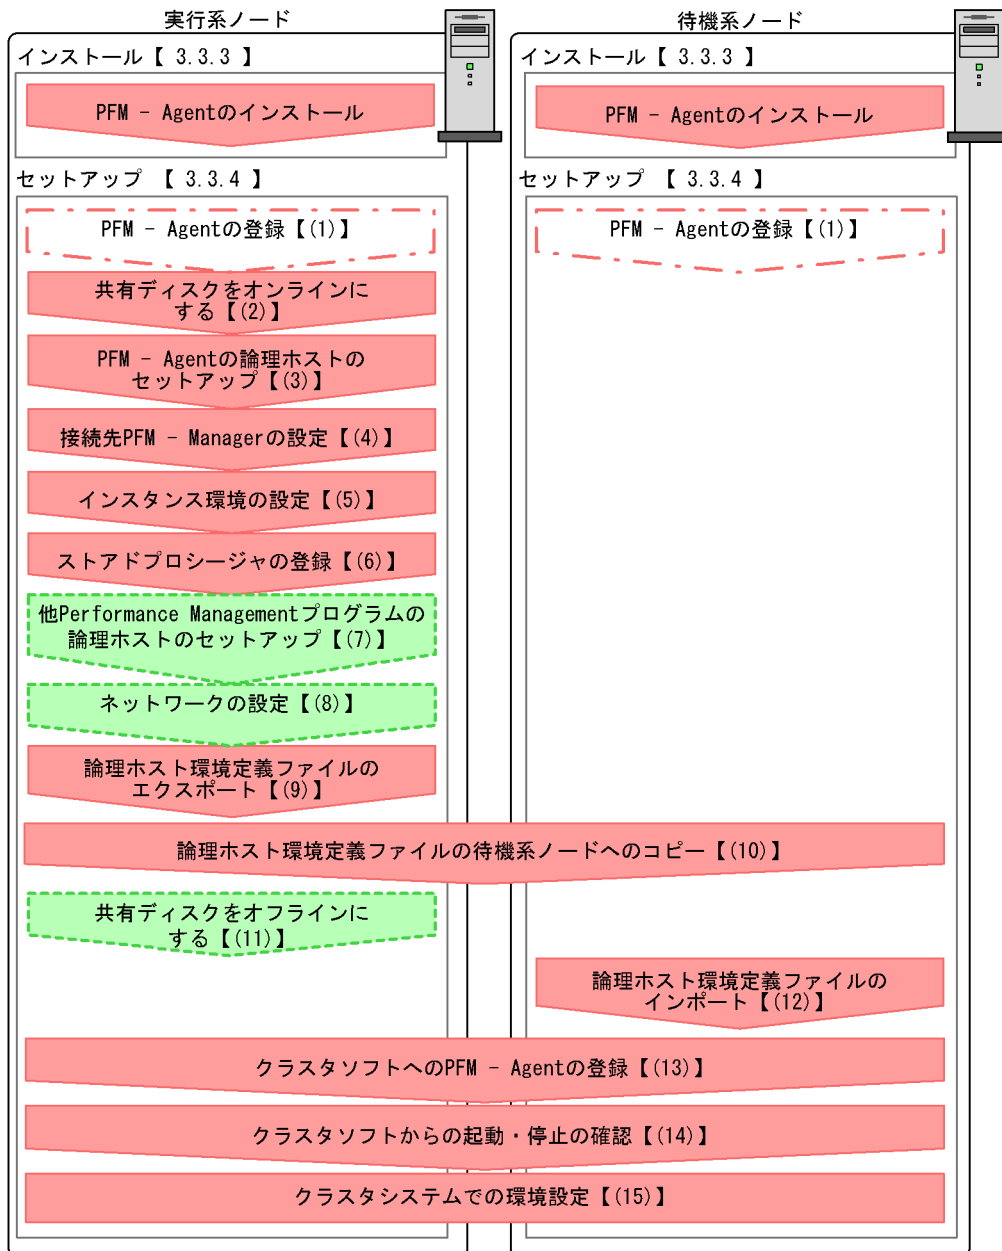 実行系ノード
待機系ノード
インストール【 3.3.3 】
インストール【 3.3.3 】
PFM - Agentのインストール
PFM - Agentのインストール
セットアップ 【 3.3.4 】
セットアップ 【 3.3.4 】
PFM - Agentの登録【(1)】
PFM - Agentの登録【(1)】
共有ディスクをオンラインに
する【(2)】
PFM - Agentの論理ホストの
セットアップ【(3)】
接続先PFM - Managerの設定【(4)】
インスタンス環境の設定【(5)】
ストアドプロシージャの登録【(6)】
他Performance Managementプログラムの
論理ホストのセットアップ【(7)】
ネットワークの設定【(8)】
論理ホスト環境定義ファイルの
エクスポート【(9)】
論理ホスト環境定義ファイルの待機系ノードへのコピー【(10)】
共有ディスクをオフラインに
する【(11)】
論理ホスト環境定義ファイルの
インポート【(12)】
クラスタソフトへのPFM - Agentの登録【(13)】
クラスタソフトからの起動・停止の確認【(14)】
クラスタシステムでの環境設定【(15)】